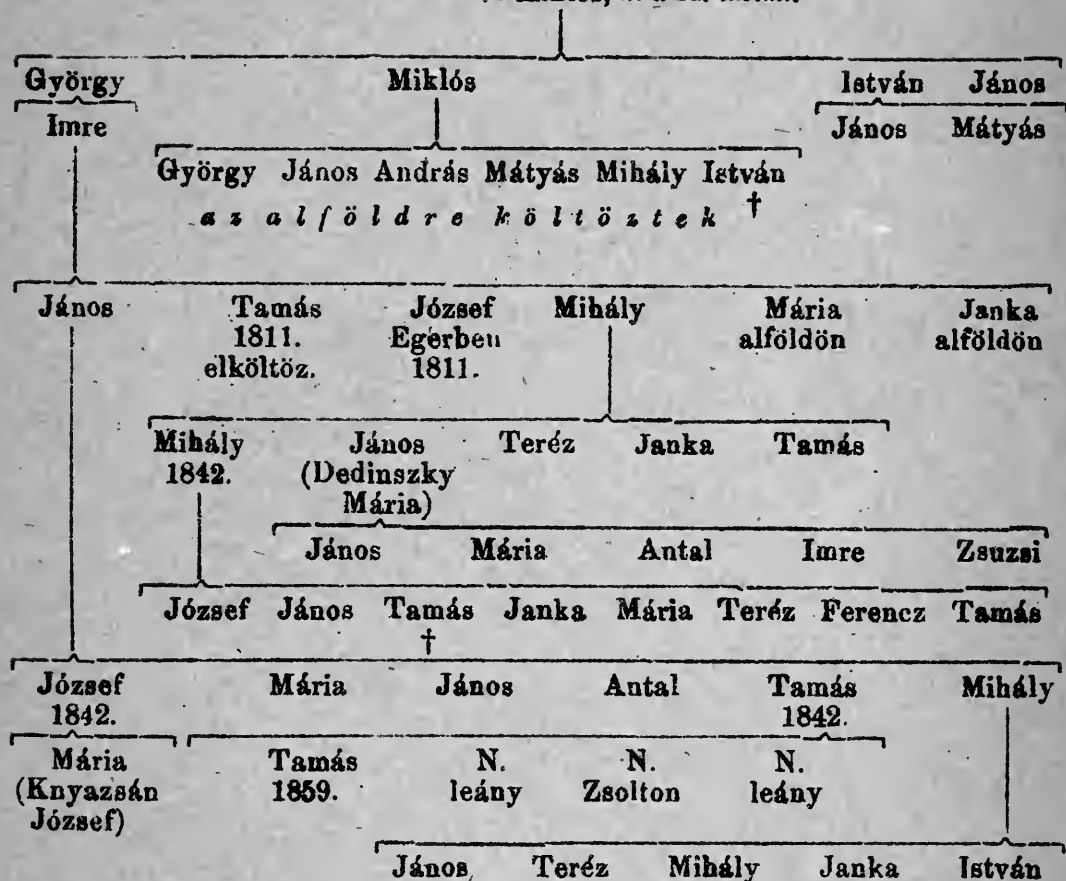 György Miklós István János
Imre János Mátyás
György János András Mátyás Mihály István
az alföldre költöztek †
János Tamás József Mihály Mária Janka
1811. Egerben alföldön alföldön
elköltöz. 1811.
Mihály János Teréz Janka Tamás
1842. (Dedinszky
Mária)
János Mária Antal Imre Zsuzsi
József János Tamás Janka Mária Teréz Ferencz Tamás
†
József Mária János Antal Tamás Mihály
1842. 1842.
Mária Tamás N. N. N.
(Knyazsán 1859. leány Zsolton leány
József)
János Teréz Mihály Janka István